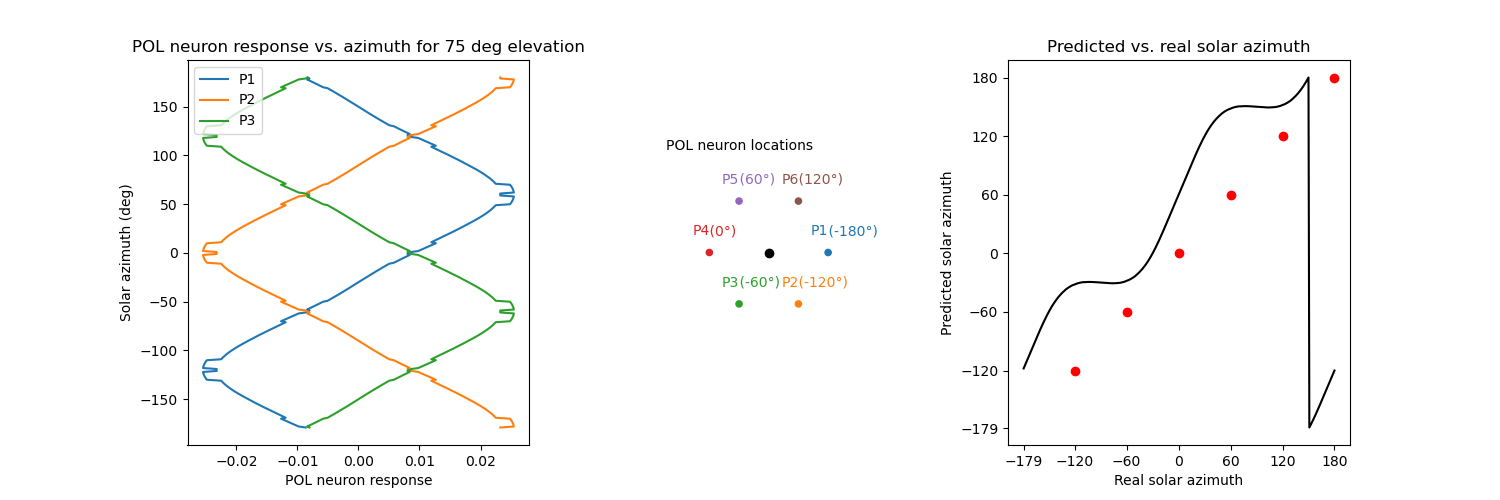 POL neuron response vs. azimuth for 75 deg elevation
P1
P2
P3
Solar azimuth (deg)
150
100
50
0
−50
−100
−150
−0.02 −0.01 0.00 0.01 0.02
POL neuron response
POL neuron locations
P5(60°) P6(120°)
P4(0°) P1(-180°)
P3(-60°) P2(-120°)
Predicted vs. real solar azimuth
Predicted solar azimuth
180
120
60
0
−60
−120
−179
−179 −120 −60 0 60 120 180
Real solar azimuth